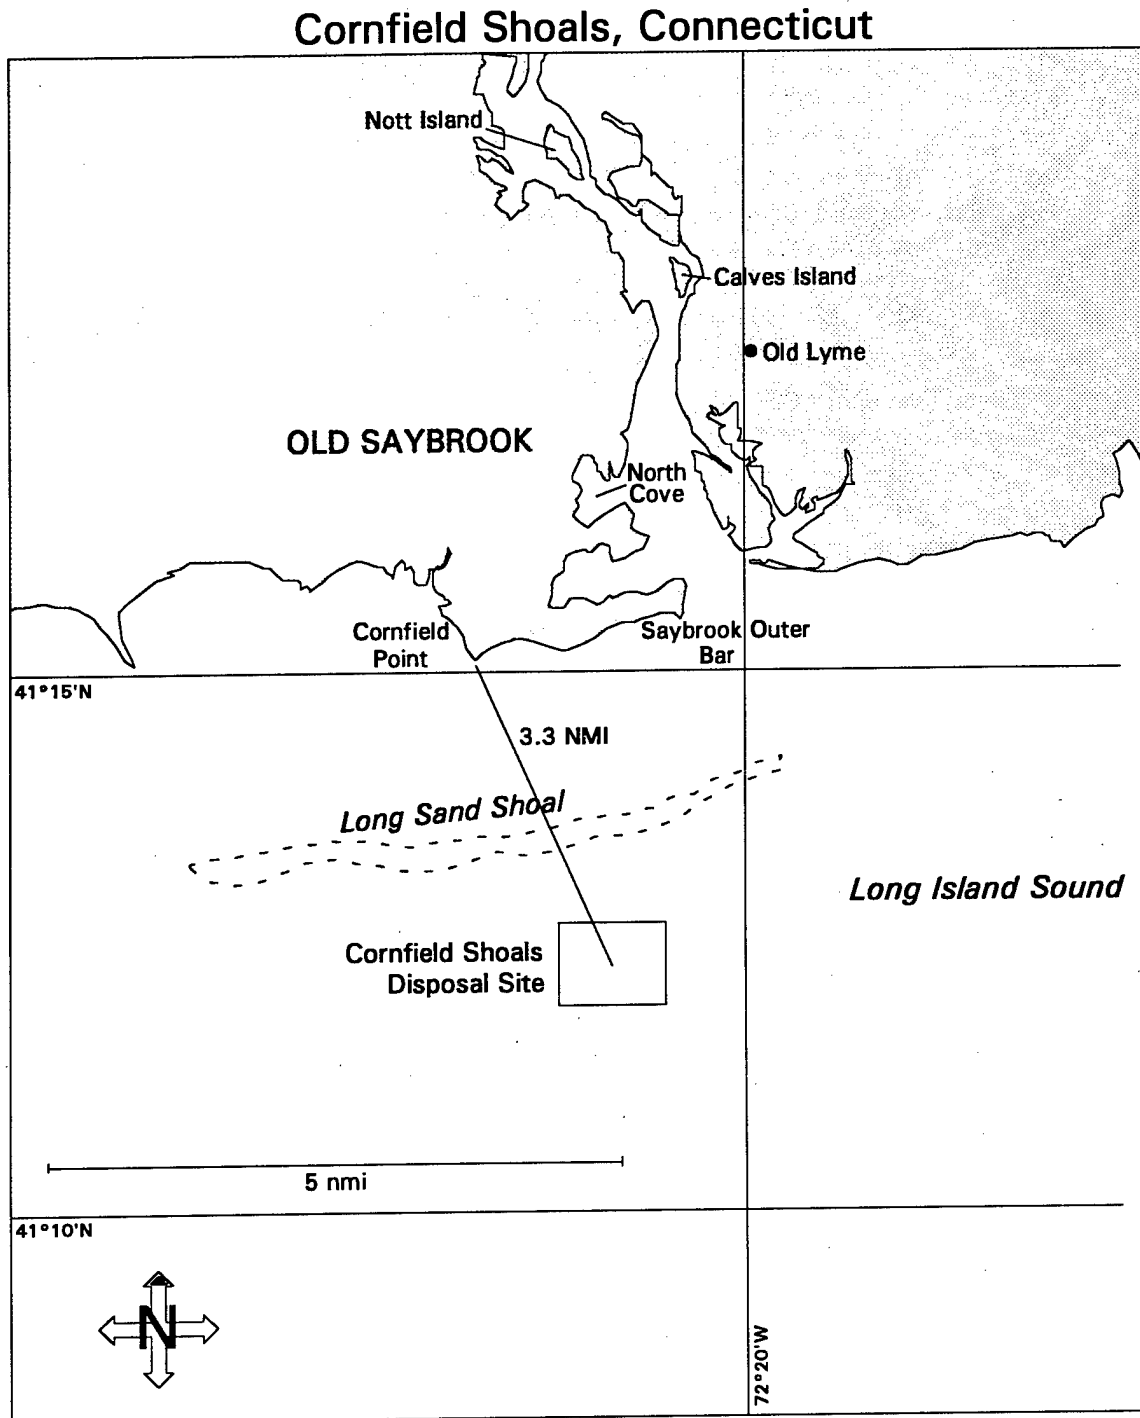 Cornfield Shoals, Connecticut
Nott Island
Calves Island
Old Lyme
OLD SAYBROOK
North
Cove
Cornfield
Point
Saybrook Outer
Bar
41°15'N
3.3 NMI
Long Sand Shoal
Long Island Sound
Cornfield Shoals
Disposal Site
5 nmi
41°10'N
N
72°20'W